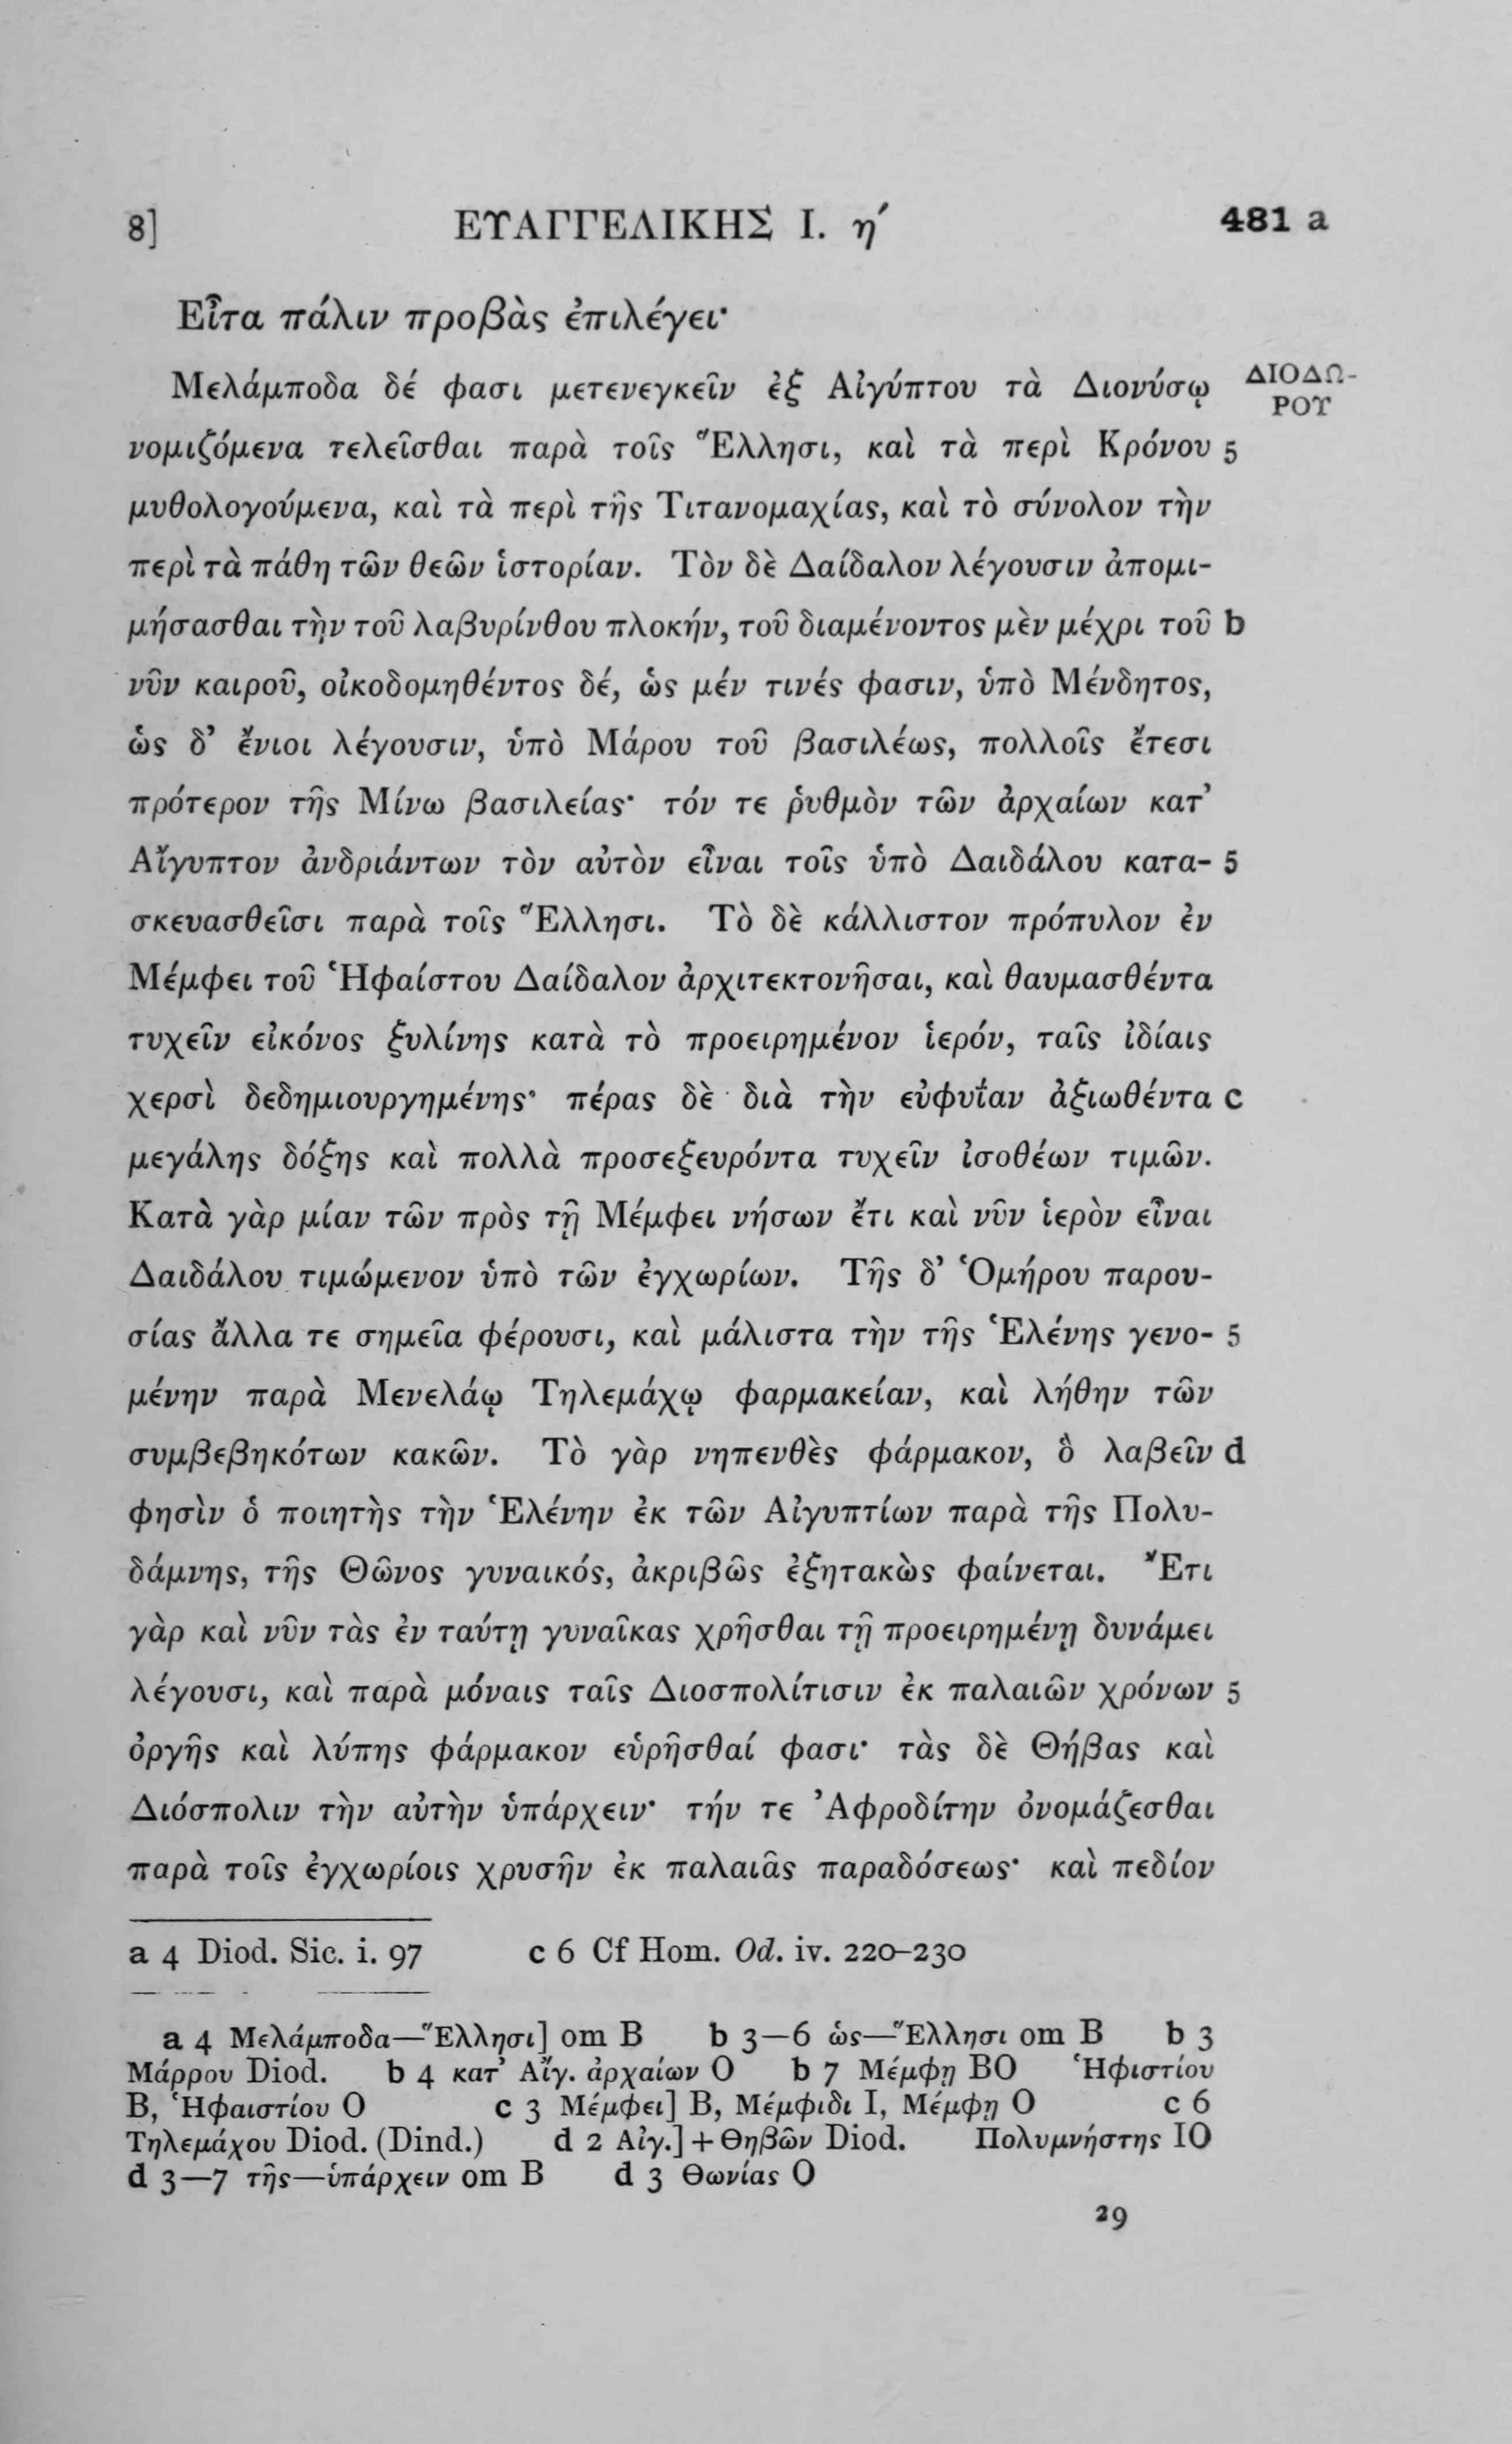 8] ΕΥΑΓΓΕΛΙΚΗΣ Ι. η´ 481 a
Εἶτα πάλιν προβὰς ἐπιλέγει·
Μελάμποδα δέ φασι μετενεγκεῖν ἐξ Αἰγύπτου τὰ Διονύσῳ ΔΙΟΔΩ-
ΡΟΥ
νομιζόμενα τελεῖσθαι παρὰ τοῖς Ἕλλησι, καὶ τὰ περὶ Κρόνου 5
μυθολογούμενα, καὶ τὰ περὶ τῆς Τιτανομαχίας, καὶ τὸ σύνολον τὴν
περὶ τὰ πάθη τῶν θεῶν ἱστορίαν. Τὸν δὲ Δαίδαλον λέγουσιν ἀπομι-
μήσασθαι τὴν τοῦ λαβυρίνθου πλοκήν, τοῦ διαμένοντος μὲν μέχρι τοῦ b
νῦν καιροῦ, οἰκοδομηθέντος δέ, ὡς μέν τινές φασιν, ὑπὸ Μένδητος,
ὡς δ’ ἔνιοι λέγουσιν, ὑπὸ Μάρου τοῦ βασιλέως, πολλοῖς ἔτεσι
πρότερον τῆς Μίνω βασιλείας· τόν τε ῥυθμὸν τῶν ἀρχαίων κατ’
Αἴγυπτον ἀνδριάντων τὸν αὐτὸν εἶναι τοῖς ὑπὸ Δαιδάλου κατα- 5
σκευασθεῖσι παρὰ τοῖς Ἕλλησι. Τὸ δὲ κάλλιστον πρόπυλον ἐν
Μέμφει τοῦ Ἡφαίστου Δαίδαλον ἀρχιτεκτονῆσαι, καὶ θαυμασθέντα
τυχεῖν εἰκόνος ξυλίνης κατὰ τὸ προειρημένον ἱερόν, ταῖς ἰδίαις
χερσὶ δεδημιουργημένης· πέρας δὲ διὰ τὴν εὐφυΐαν ἀξιωθέντα c
μεγάλης δόξης καὶ πολλὰ προσεξευρόντα τυχεῖν ἰσοθέων τιμῶν.
Κατὰ γὰρ μίαν τῶν πρὸς τῇ Μέμφει νήσων ἔτι καὶ νῦν ἱερὸν εἶναι
Δαιδάλου τιμώμενον ὑπὸ τῶν ἐγχωρίων. Τῆς δ’ Ὁμήρου παρου-
σίας ἄλλα τε σημεῖα φέρουσι, καὶ μάλιστα τὴν τῆς Ἑλένης γενο- 5
μένην παρὰ Μενελάῳ Τηλεμάχῳ φαρμακείαν, καὶ λήθην τῶν
συμβεβηκότων κακῶν. Τὸ γὰρ νηπενθὲς φάρμακον, ὃ λαβεῖν d
φησὶν ὁ ποιητὴς τὴν Ἑλένην ἐκ τῶν Αἰγυπτίων παρὰ τῆς Πολυ-
δάμνης, τῆς Θῶνος γυναικός, ἀκριβῶς ἐξητακὼς φαίνεται. Ἔτι
γὰρ καὶ νῦν τὰς ἐν ταύτῃ γυναῖκας χρῆσθαι τῇ προειρημένῃ δυνάμει
λέγουσι, καὶ παρὰ μόναις ταῖς Διοσπολίτισιν ἐκ παλαιῶν χρόνων 5
ὀργῆς καὶ λύπης φάρμακον εὑρῆσθαί φασι· τὰς δὲ Θήβας καὶ
Διόσπολιν τὴν αὐτὴν ὑπάρχειν· τήν τε Ἀφροδίτην ὀνομάζεσθαι
παρὰ τοῖς ἐγχωρίοις χρυσῆν ἐκ παλαιᾶς παραδόσεως· καὶ πεδίον
a 4 Diod. Sic. i. 97 c 6 Cf Hom. Od. iv. 220–230
a 4 Μελάμποδα—Ἕλλησι] om B b 3—6 ὡς—Ἕλλησι om B b 3
Μάρρου Diod. b 4 κατ’ Αἴγ. ἀρχαίων O b 7 Μέμφῃ BO Ἡφιστίου
B, Ἡφαιστίου O c 3 Μέμφει] B, Μέμφιδι I, Μέμφῃ O c 6
Τηλεμάχου Diod. (Dind.) d 2 Αἰγ.] + Θηβῶν Diod. Πολυμνήστης IO
d 3—7 τῆς—ὑπάρχειν om B d 3 Θωνίας O
29